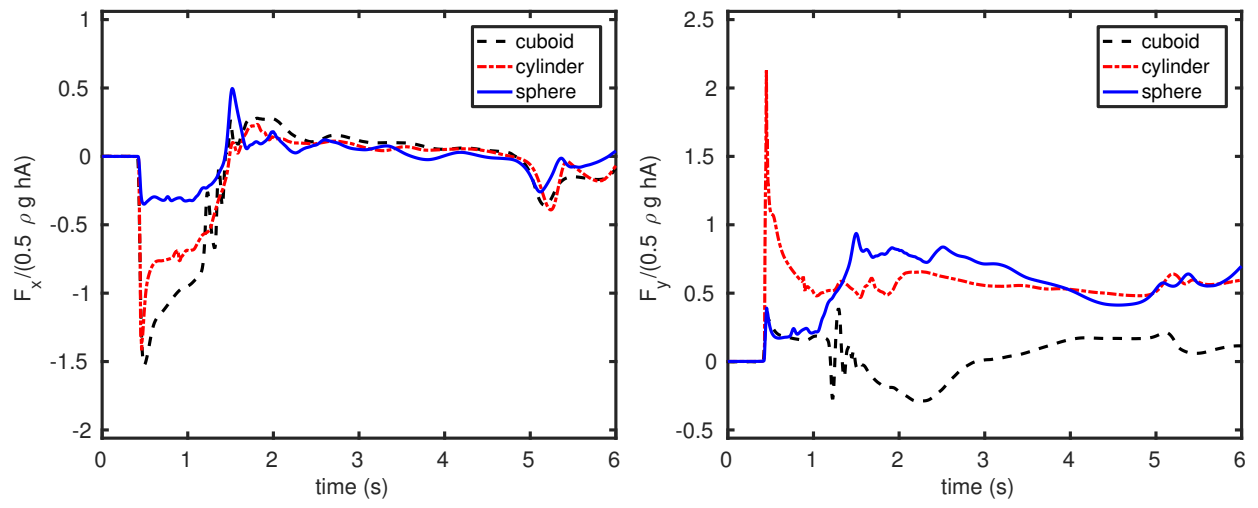 1
0.5
0
-0.5
-1
-1.5
-2
F_x/(0.5 ρ g hA)
0 1 2 3 4 5 6
time (s)
cuboid
cylinder
sphere
2.5
2
1.5
1
0.5
0
-0.5
F_y/(0.5 ρ g hA)
0 1 2 3 4 5 6
time (s)
cuboid
cylinder
sphere